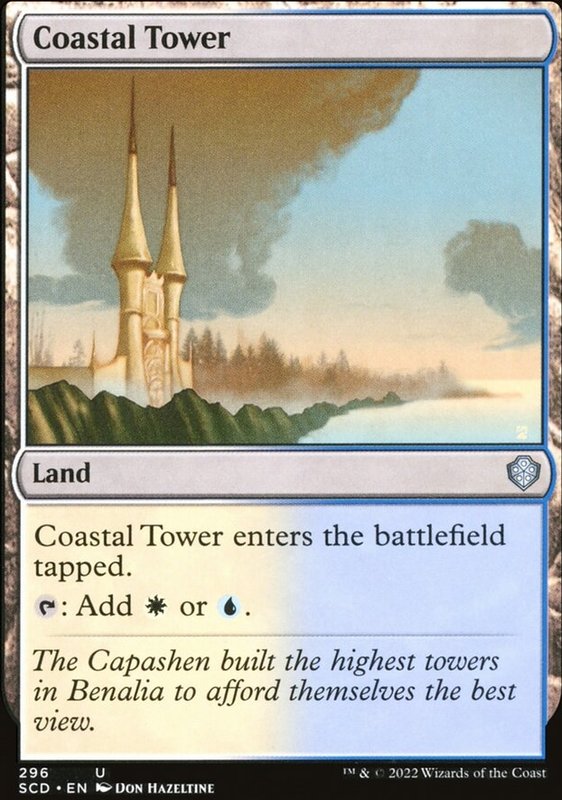 Coastal Tower
Land
Coastal Tower enters the battlefield
tapped.
: Add or .
The Capashen built the highest towers
in Benalia to afford themselves the best
view.
296 U
SCD • EN DON HAZELTINE
™ & © 2022 Wizards of the Coast